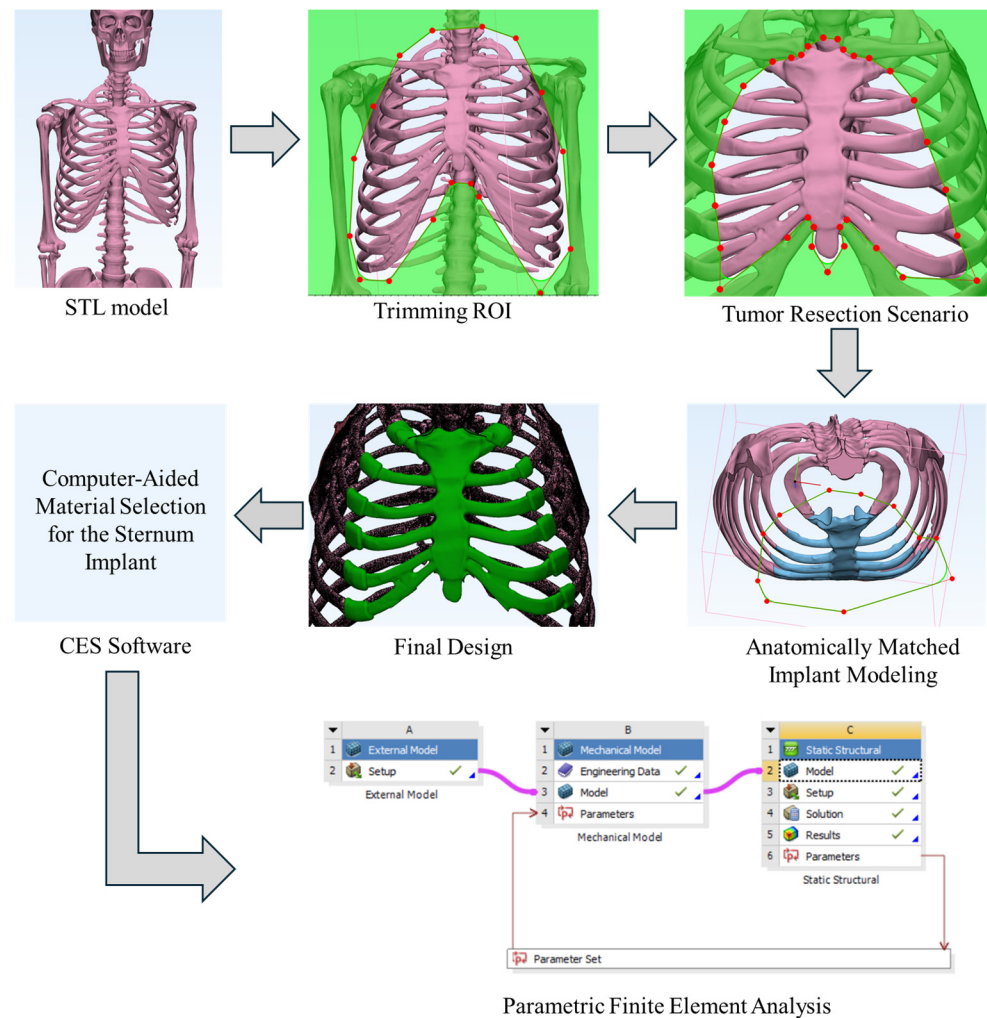 STL model
Trimming ROI
Tumor Resection Scenario
Computer-Aided
Material Selection
for the Sternum
Implant
CES Software
Final Design
Anatomically Matched
Implant Modeling
A
1 External Model
2 Setup
External Model
B
1 Mechanical Model
2 Engineering Data
3 Model
4 Parameters
Mechanical Model
C
1 Static Structural
2 Model
3 Setup
4 Solution
5 Results
6 Parameters
Static Structural
Parameter Set
Parametric Finite Element Analysis